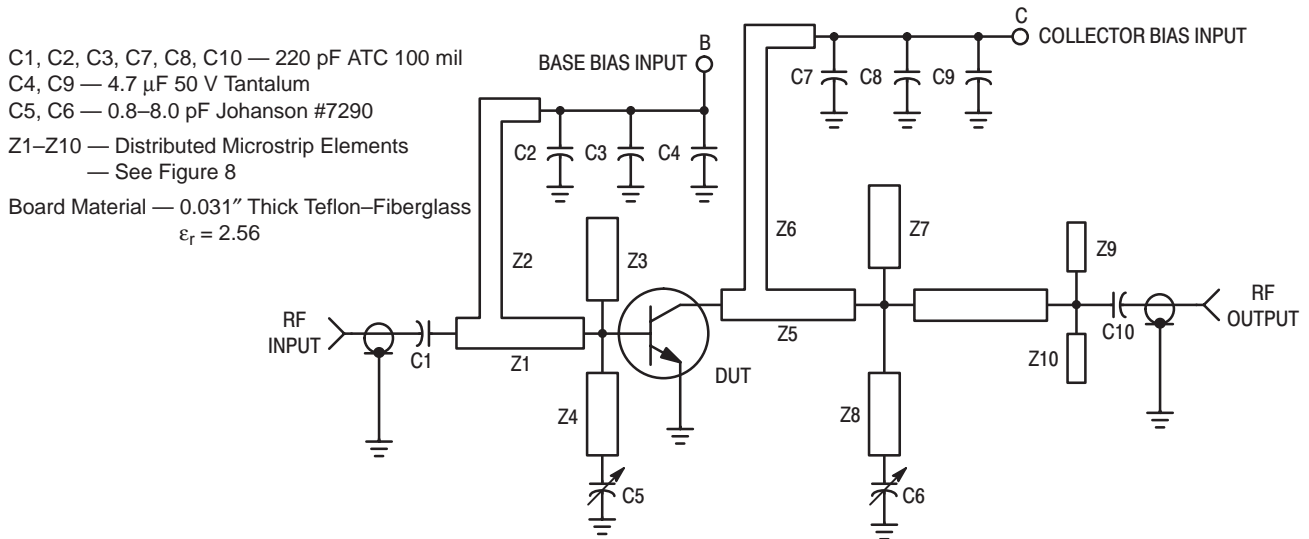 C1, C2, C3, C7, C8, C10 — 220 pF ATC 100 mil
C4, C9 — 4.7 μF 50 V Tantalum
C5, C6 — 0.8–8.0 pF Johanson #7290
Z1–Z10 — Distributed Microstrip Elements
— See Figure 8
Board Material — 0.031″ Thick Teflon–Fiberglass
εr = 2.56
BASE BIAS INPUT
B
C
COLLECTOR BIAS INPUT
C7
C8
C9
C2
C3
C4
Z2
Z3
Z6
Z7
Z9
RF
INPUT
C1
Z1
DUT
Z5
C10
RF
OUTPUT
Z10
Z4
Z8
C5
C6